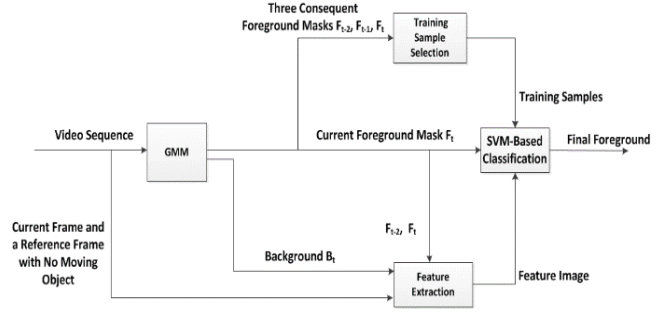 Three Consequent
Foreground Masks Ft-2, Ft-1, Ft
Training
Sample
Selection
Training Samples
Video Sequence
GMM
Current Foreground Mask Ft
SVM-Based
Classification
Final Foreground
Current Frame and
a Reference Frame
with No Moving
Object
Ft-2, Ft
Background Bt
Feature
Extraction
Feature Image